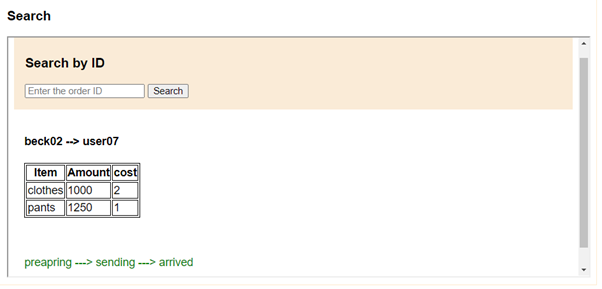 Search
Search by ID
Enter the order ID Search
beck02 --> user07
Item Amount cost
clothes 1000 2
pants 1250 1
preapring ---> sending ---> arrived